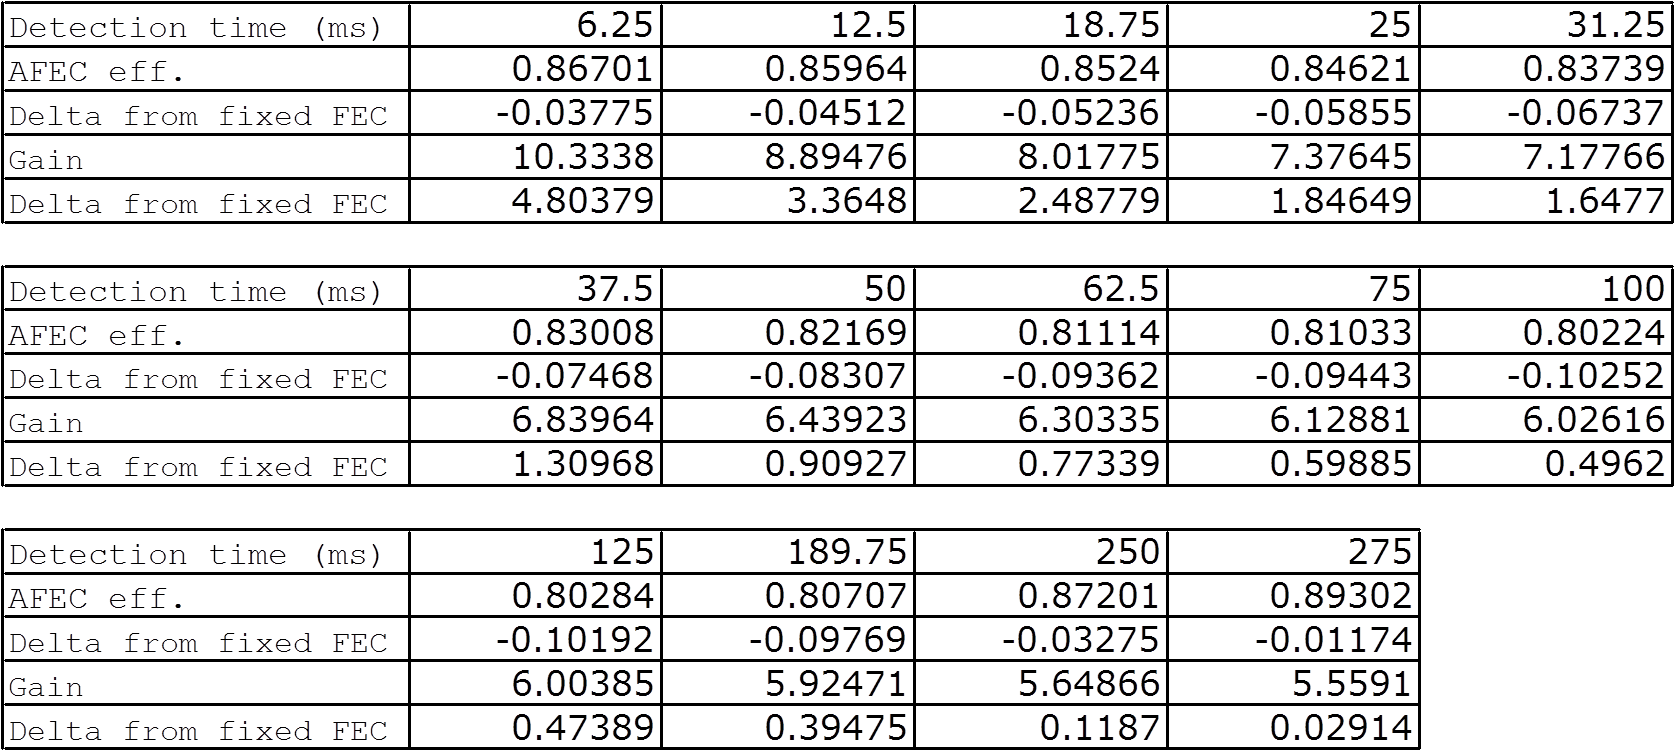 Detection time (ms) 6.25 12.5 18.75 25 31.25
AFEC eff. 0.86701 0.85964 0.8524 0.84621 0.83739
Delta from fixed FEC -0.03775 -0.04512 -0.05236 -0.05855 -0.06737
Gain 10.3338 8.89476 8.01775 7.37645 7.17766
Delta from fixed FEC 4.80379 3.3648 2.48779 1.84649 1.6477
Detection time (ms) 37.5 50 62.5 75 100
AFEC eff. 0.83008 0.82169 0.81114 0.81033 0.80224
Delta from fixed FEC -0.07468 -0.08307 -0.09362 -0.09443 -0.10252
Gain 6.83964 6.43923 6.30335 6.12881 6.02616
Delta from fixed FEC 1.30968 0.90927 0.77339 0.59885 0.4962
Detection time (ms) 125 189.75 250 275
AFEC eff. 0.80284 0.80707 0.87201 0.89302
Delta from fixed FEC -0.10192 -0.09769 -0.03275 -0.01174
Gain 6.00385 5.92471 5.64866 5.5591
Delta from fixed FEC 0.47389 0.39475 0.1187 0.02914